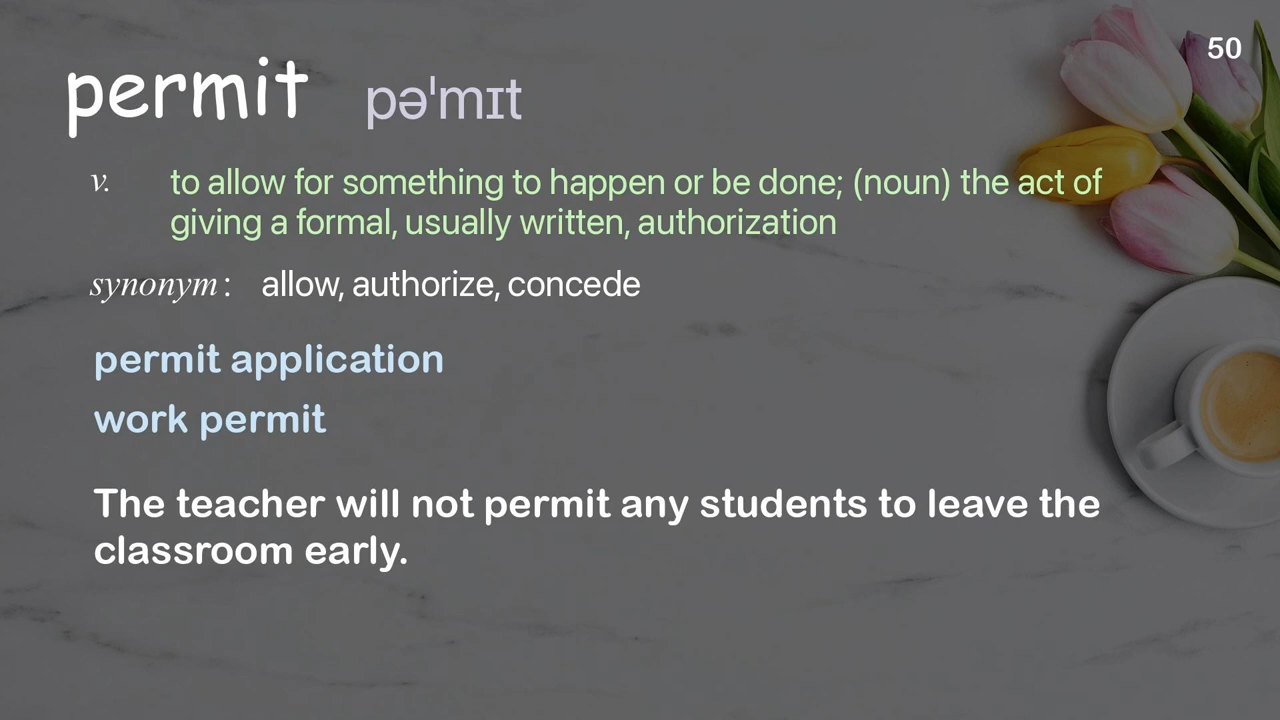 50
permit pəˈmɪt
v. to allow for something to happen or be done; (noun) the act of
giving a formal, usually written, authorization
synonym: allow, authorize, concede
permit application
work permit
The teacher will not permit any students to leave the
classroom early.